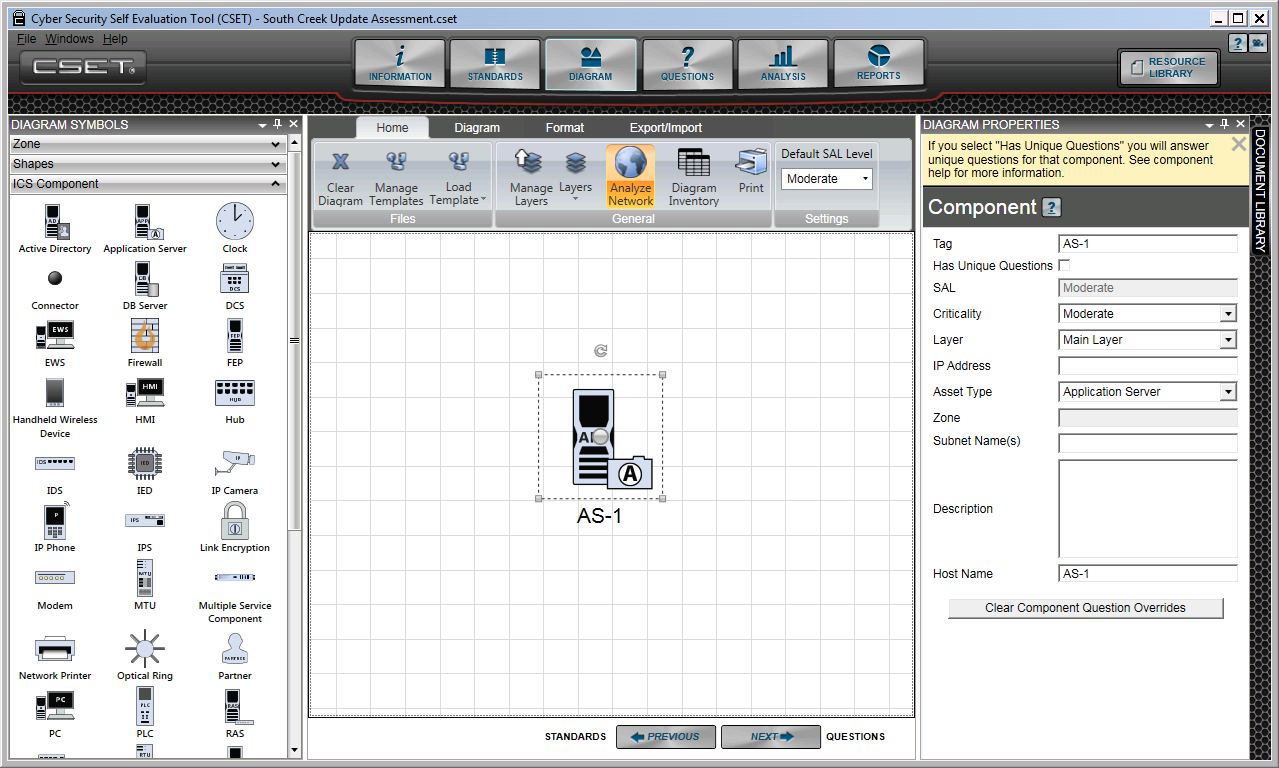 Cyber Security Self Evaluation Tool (CSET) - South Creek Update Assessment.cset
File Windows Help
CSET
INFORMATION
STANDARDS
DIAGRAM
QUESTIONS
ANALYSIS
REPORTS
RESOURCE
LIBRARY
DIAGRAM SYMBOLS
Zone
Shapes
ICS Component
Active Directory
Application Server
Clock
Connector
DB Server
DCS
EWS
Firewall
FEP
Handheld Wireless
Device
HMI
Hub
IDS
IED
IP Camera
IP Phone
IPS
Link Encryption
Modem
MTU
Multiple Service
Component
Network Printer
Optical Ring
Partner
PC
PLC
RAS
Home
Diagram
Format
Export/Import
Clear
Diagram
Manage
Templates
Load
Template
Files
Manage
Layers
Layers
Analyze
Network
Diagram
Inventory
Print
General
Default SAL Level
Moderate
Settings
A
AS-1
STANDARDS
PREVIOUS
NEXT
QUESTIONS
DIAGRAM PROPERTIES
If you select "Has Unique Questions" you will answer
unique questions for that component. See component
help for more information.
Component ?
Tag AS-1
Has Unique Questions
SAL Moderate
Criticality Moderate
Layer Main Layer
IP Address
Asset Type Application Server
Zone
Subnet Name(s)
Description
Host Name AS-1
Clear Component Question Overrides
DOCUMENT LIBRARY